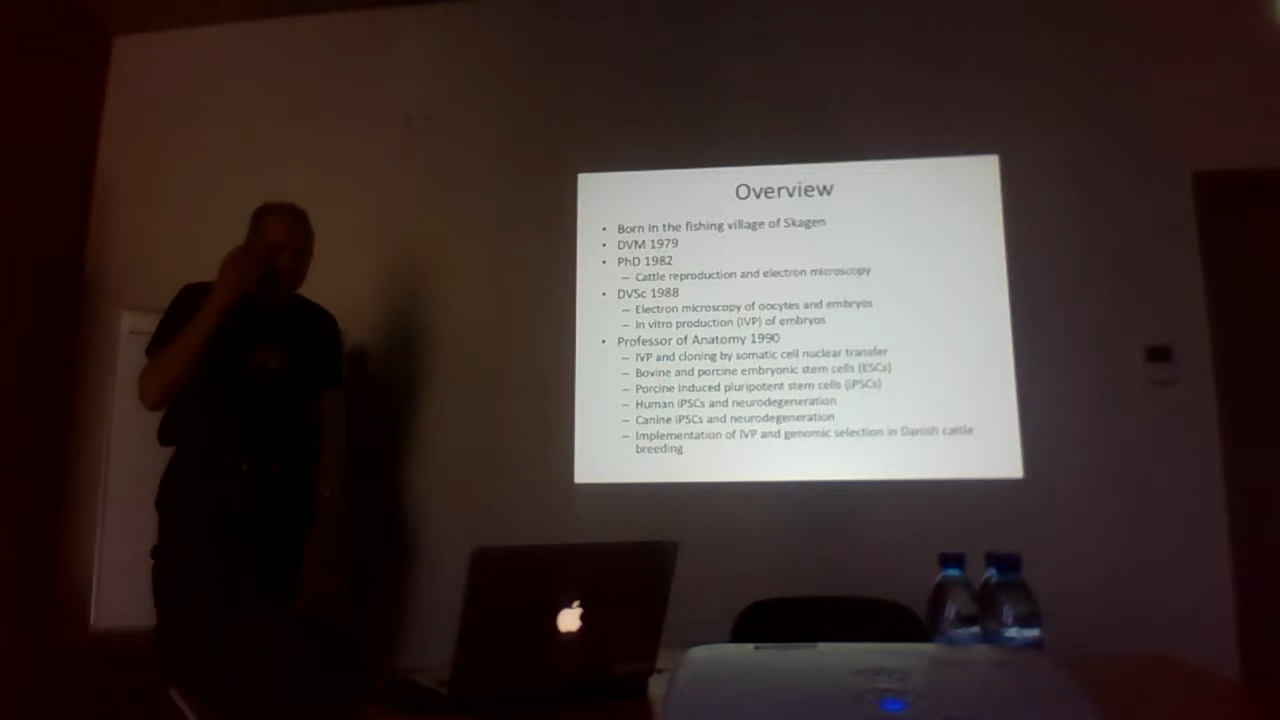 Overview
• Born in the fishing village of Skagen
• DVM 1979
• PhD 1982
– Cattle reproduction and electron microscopy
• DVSc 1988
– Electron microscopy of oocytes and embryos
– In vitro production (IVP) of embryos
• Professor of Anatomy 1990
– IVP and cloning by somatic cell nuclear transfer
– Bovine and porcine embryonic stem cells (ESCs)
– Porcine induced pluripotent stem cells (iPSCs)
– Human iPSCs and neurodegeneration
– Canine iPSCs and neurodegeneration
– Implementation of IVP and genomic selection in Danish cattle
breeding